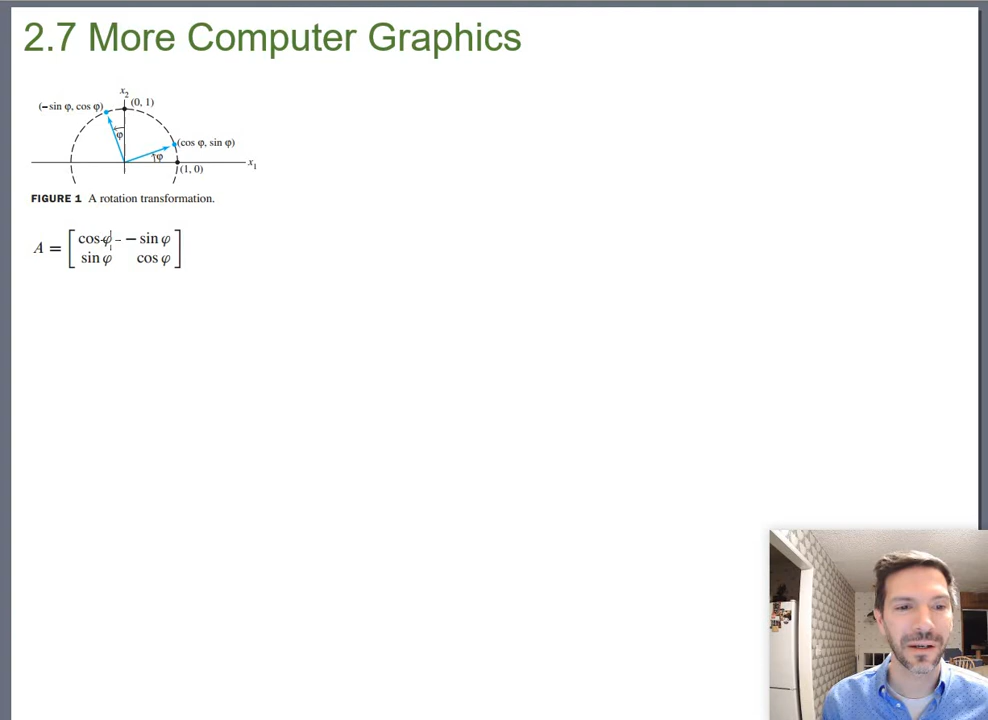 2.7 More Computer Graphics
x₂
(0, 1)
(−sin φ, cos φ)
φ
(cos φ, sin φ)
φ
x₁
(1, 0)
FIGURE 1 A rotation transformation.
A = [cos φ − sin φ
sin φ cos φ]